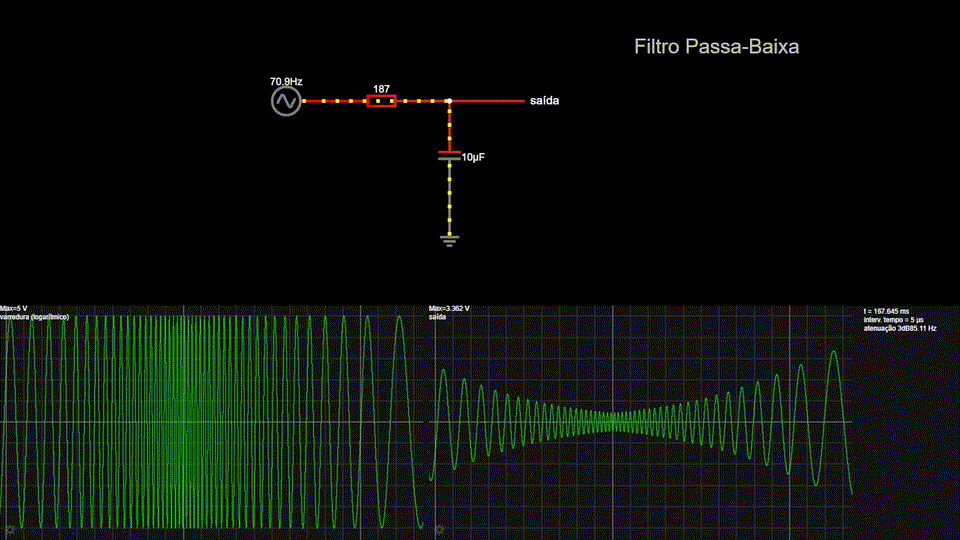 Filtro Passa-Baixa
70.9Hz
187
saída
10µF
Max=5 V
varredura (logarítmico)
Max=3.362 V
saída
t = 167.645 ms
interv. tempo = 5 µs
atenuação 3dB85.11 Hz